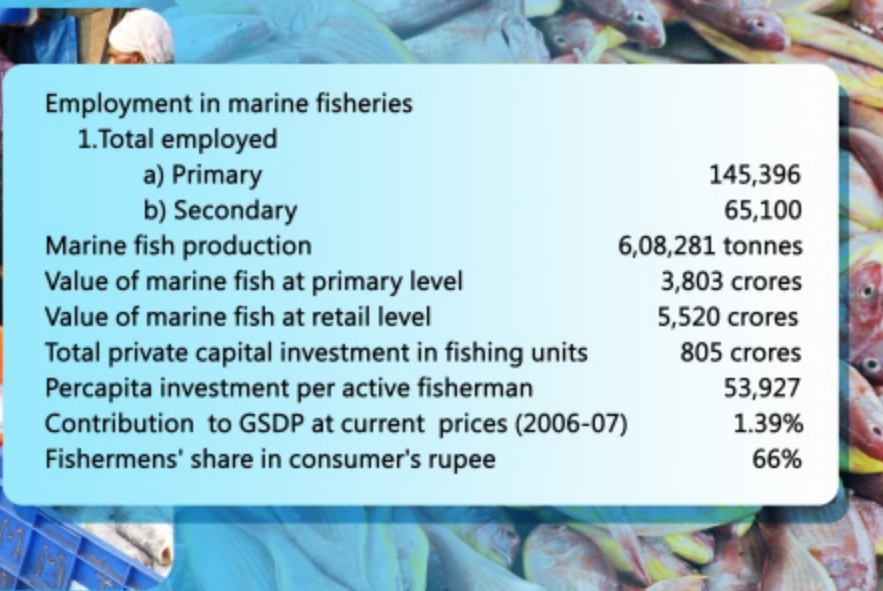 Employment in marine fisheries
1.Total employed
a) Primary 145,396
b) Secondary 65,100
Marine fish production 6,08,281 tonnes
Value of marine fish at primary level 3,803 crores
Value of marine fish at retail level 5,520 crores
Total private capital investment in fishing units 805 crores
Percapita investment per active fisherman 53,927
Contribution to GSDP at current prices (2006-07) 1.39%
Fishermens' share in consumer's rupee 66%